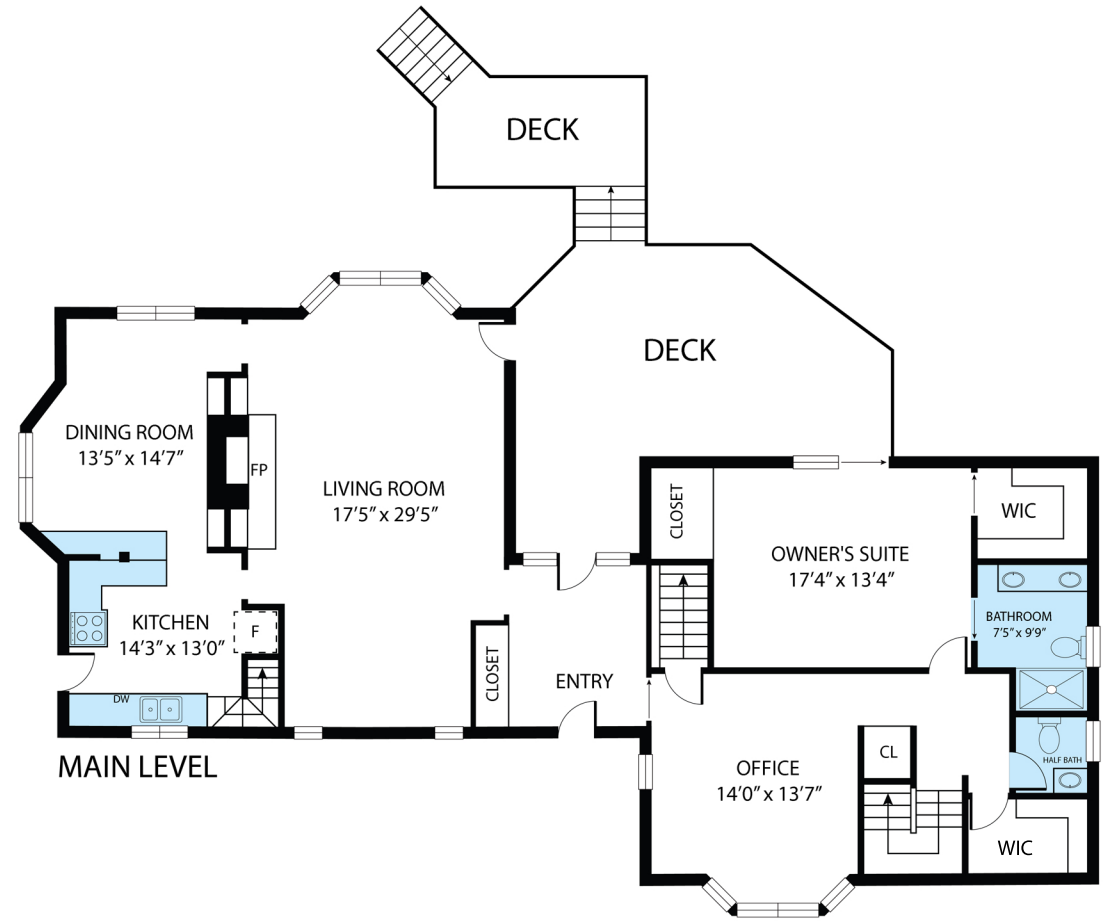 DECK
DECK
DINING ROOM
13'5" x 14'7"
FP
LIVING ROOM
17'5" x 29'5"
CLOSET
OWNER'S SUITE
17'4" x 13'4"
WIC
BATHROOM
7'5" x 9'9"
KITCHEN
14'3" x 13'0"
F
DW
CLOSET
ENTRY
MAIN LEVEL
OFFICE
14'0" x 13'7"
CL
HALF BATH
WIC